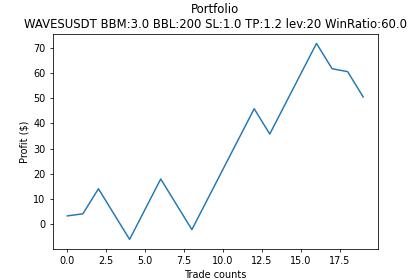 Portfolio
WAVESUSDT BBM:3.0 BBL:200 SL:1.0 TP:1.2 lev:20 WinRatio:60.0
Profit ($)
70
60
50
40
30
20
10
0
0.0 2.5 5.0 7.5 10.0 12.5 15.0 17.5
Trade counts